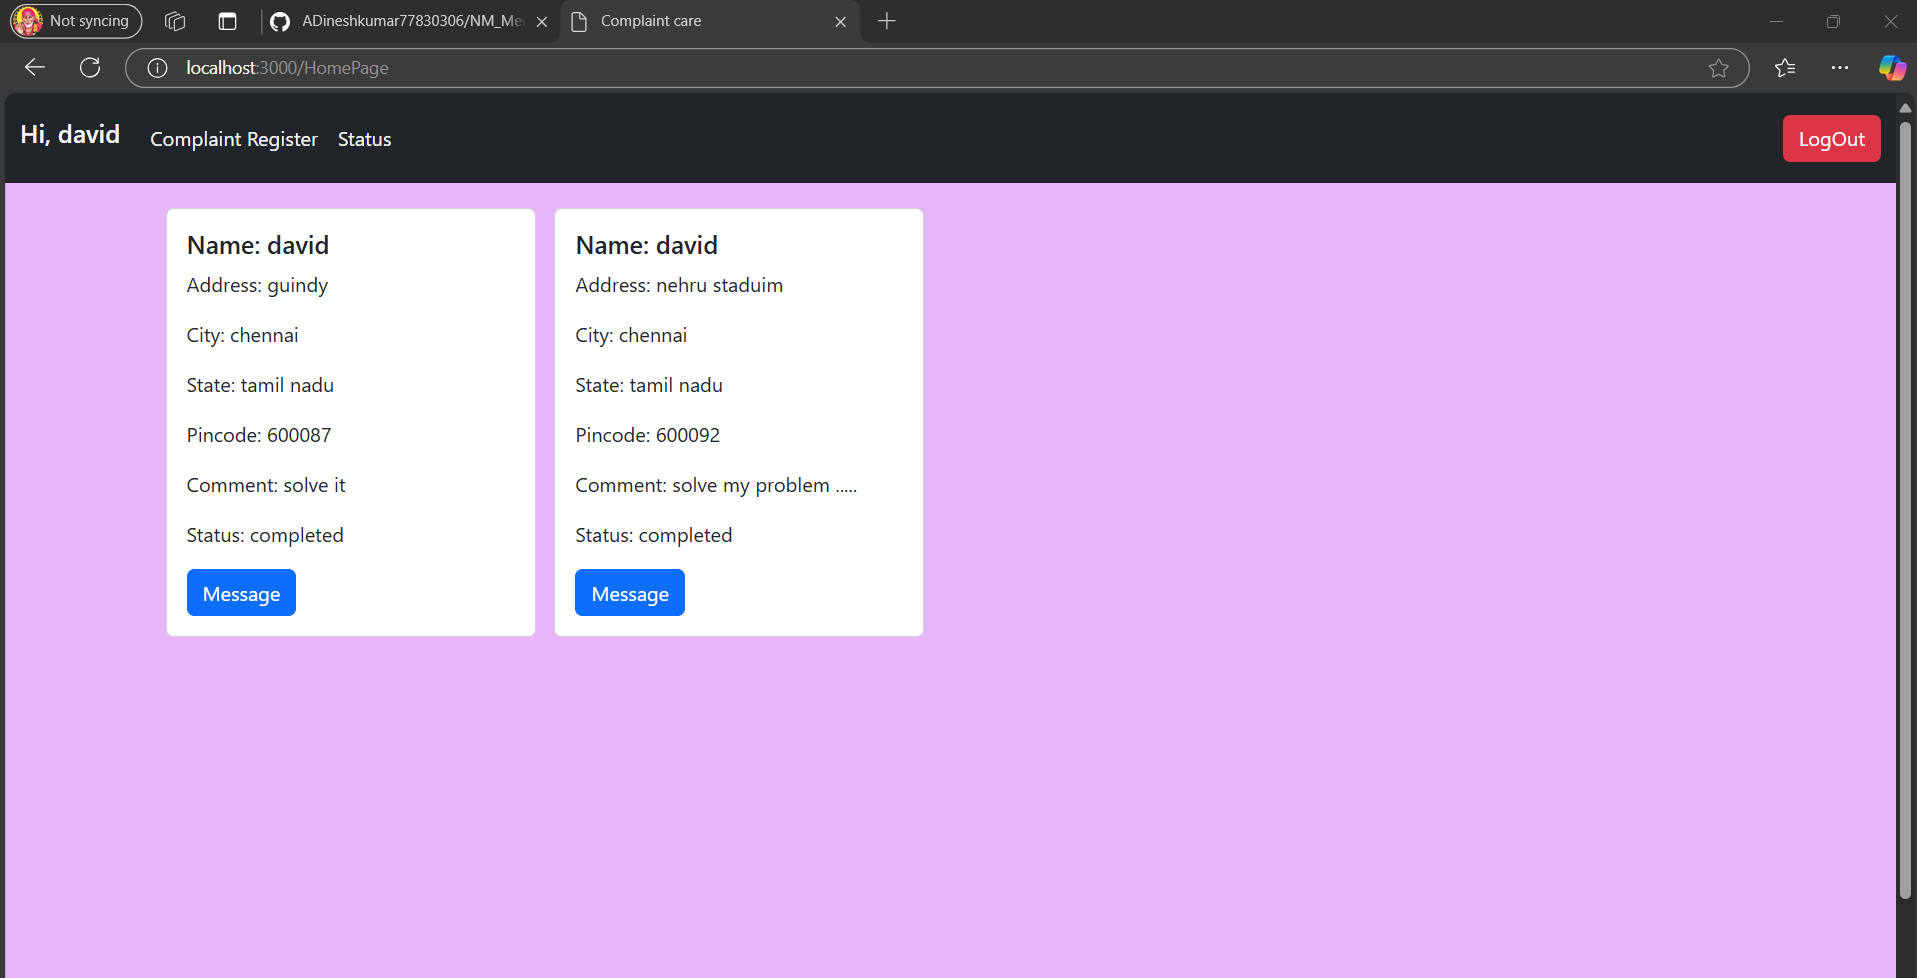 Not syncing
ADineshkumar77830306/NM_Me
Complaint care
localhost:3000/HomePage
Hi, david
Complaint Register
Status
LogOut
Name: david
Address: guindy
City: chennai
State: tamil nadu
Pincode: 600087
Comment: solve it
Status: completed
Message
Name: david
Address: nehru staduim
City: chennai
State: tamil nadu
Pincode: 600092
Comment: solve my problem .....
Status: completed
Message